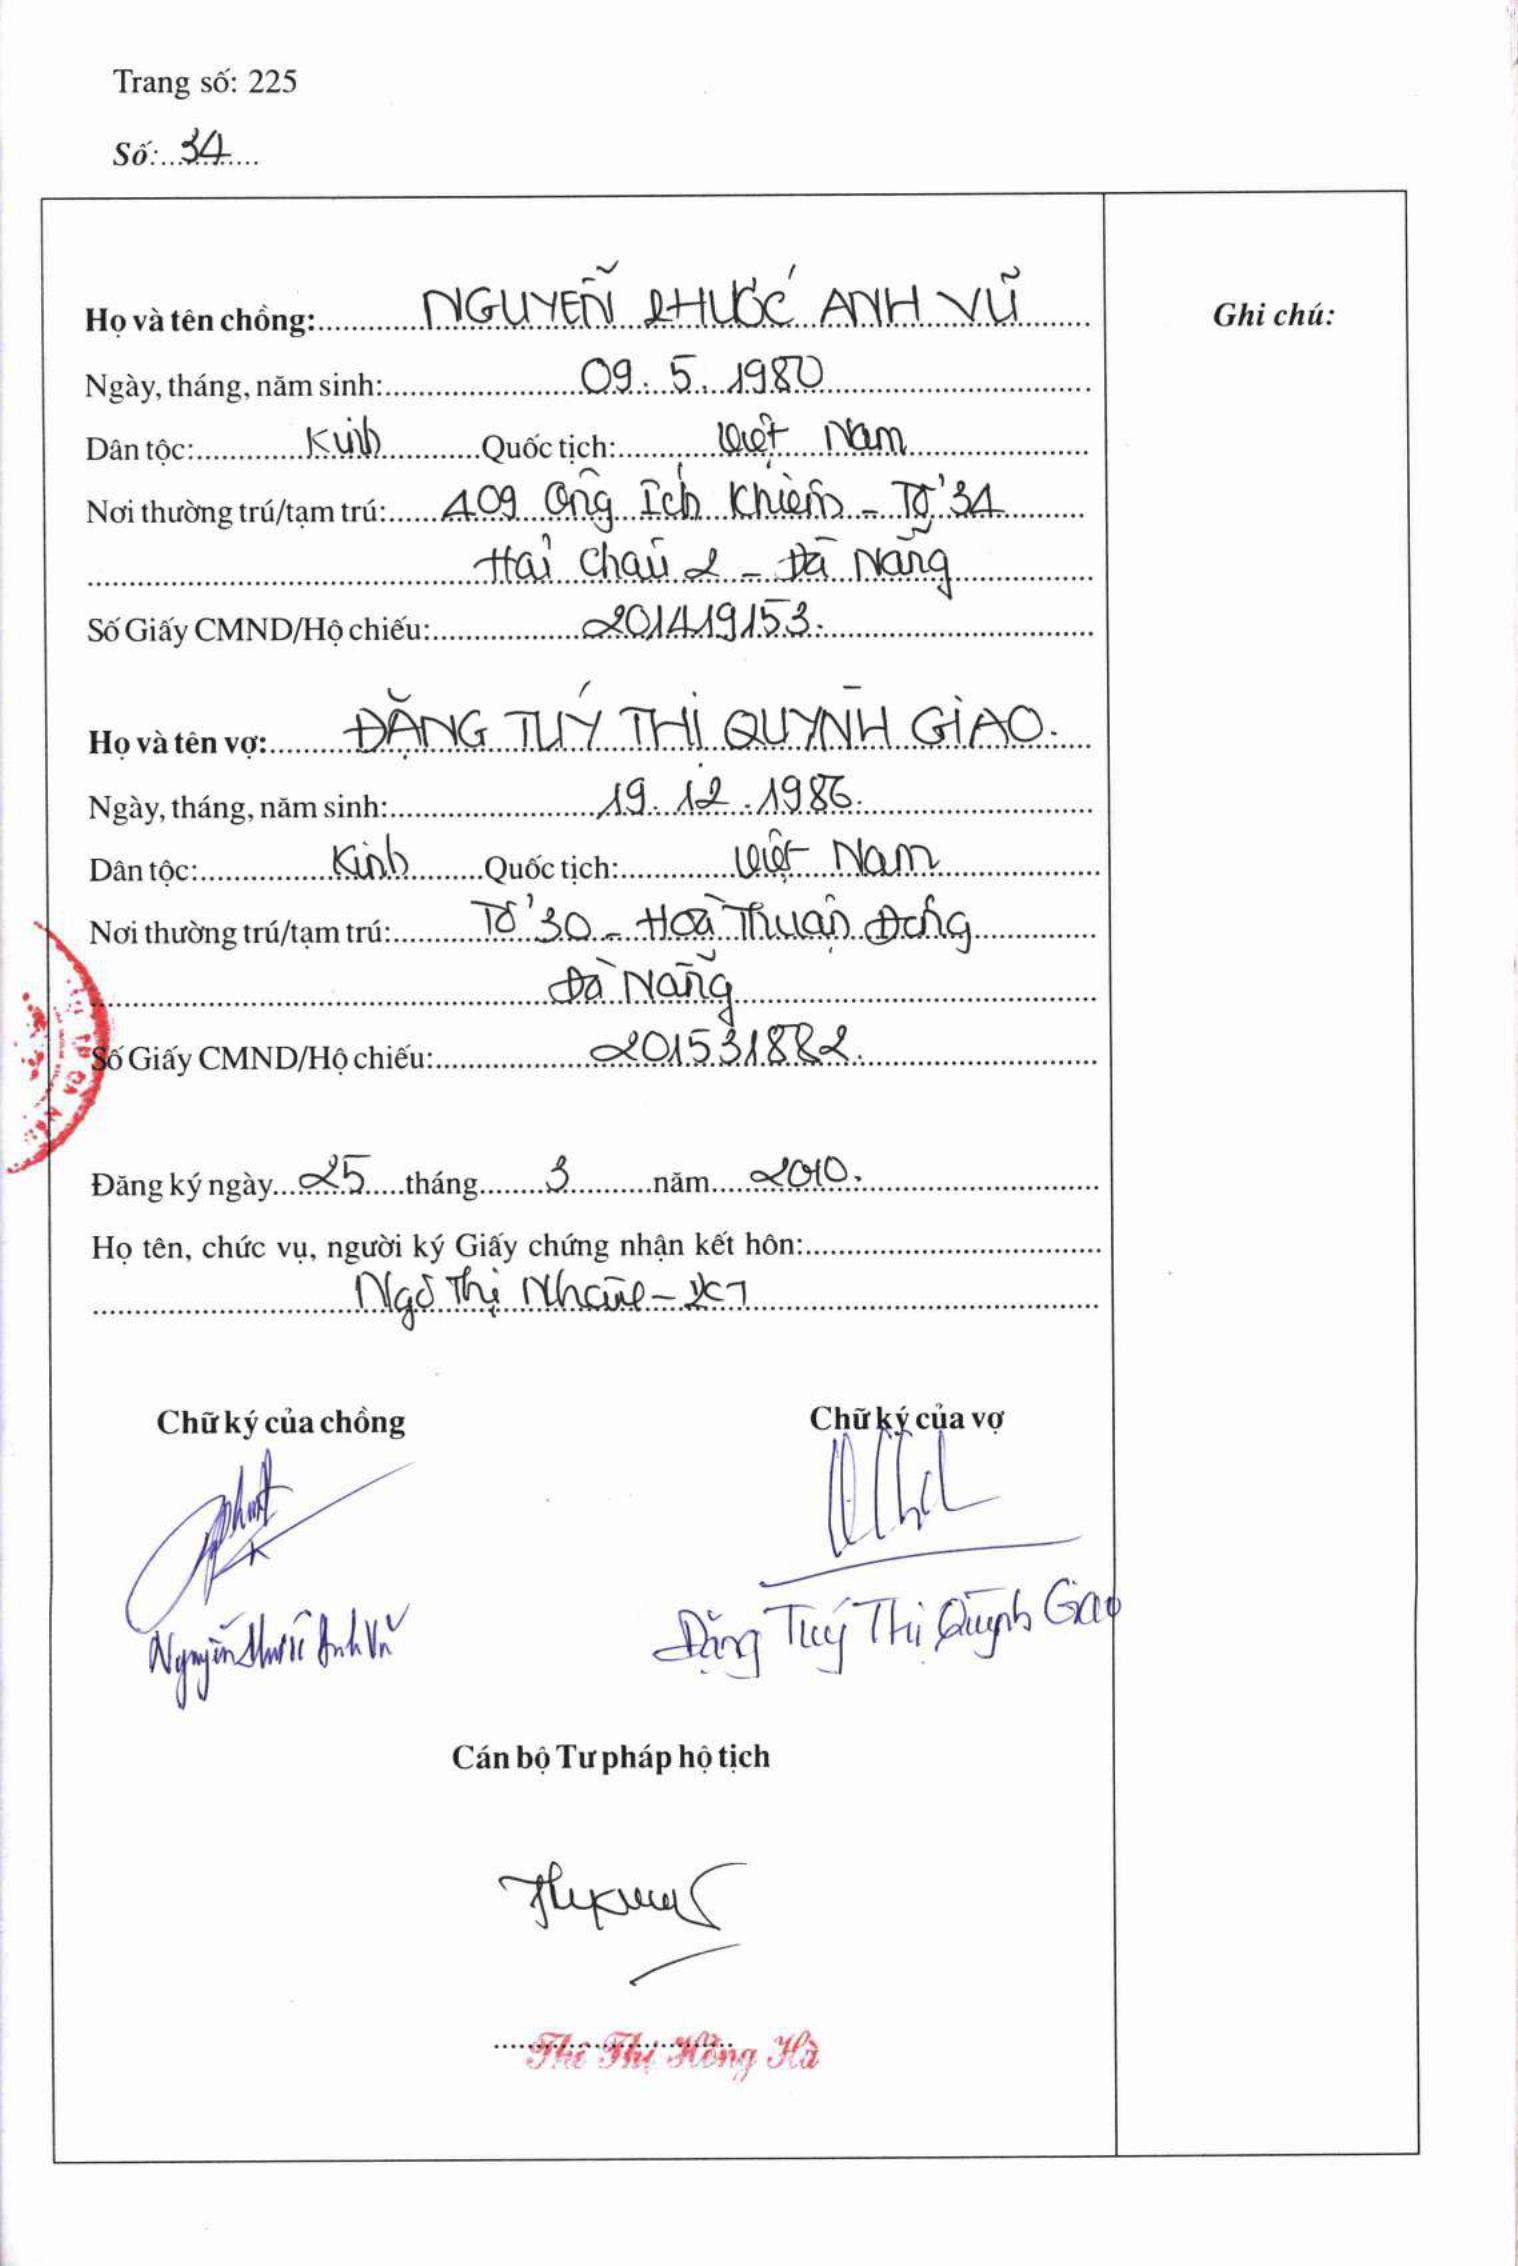 Trang số: 225
Số: 34
Họ và tên chồng: NGUYỄN PHƯỚC ANH VŨ
Ghi chú:
Ngày, tháng, năm sinh: 09.5.1980
Dân tộc: Kinh Quốc tịch: Việt Nam
Nơi thường trú/tạm trú: 409 Ông Ích Khiêm - Tổ 34
Hải Châu 2 - Đà Nẵng
Số Giấy CMND/Hộ chiếu: 201419153.
Họ và tên vợ: ĐẶNG TUÝ THỊ QUỲNH GIAO.
Ngày, tháng, năm sinh: 19.12.1986.
Dân tộc: Kinh Quốc tịch: Việt Nam
Nơi thường trú/tạm trú: Tổ 30 - Hoà Thuận Đông
Đà Nẵng
Số Giấy CMND/Hộ chiếu: 201531882.
Đăng ký ngày 25 tháng 3 năm 2010.
Họ tên, chức vụ, người ký Giấy chứng nhận kết hôn:
Ngô Thị
Chữ ký của chồng
Chữ ký của vợ
Nguyễn Phước Anh Vũ
Đặng Tuý Thị Quỳnh Giao
Cán bộ Tư pháp hộ tịch
Thị Hồng Hà